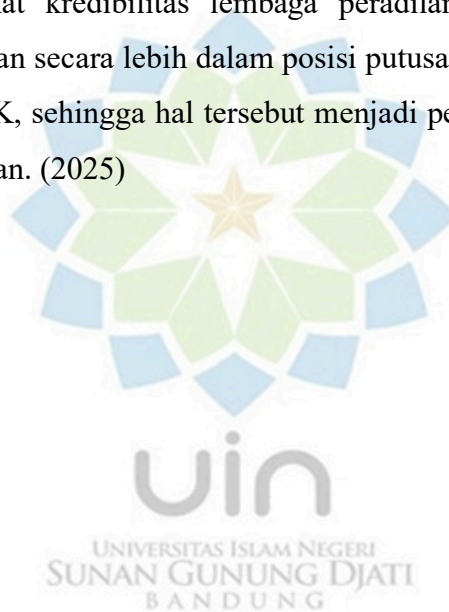 at kredibilitas lembaga peradilan
an secara lebih dalam posisi putusa
K, sehingga hal tersebut menjadi pe
an. (2025)
uin
UNIVERSITAS ISLAM NEGERI
SUNAN GUNUNG DJATI
BANDUNG